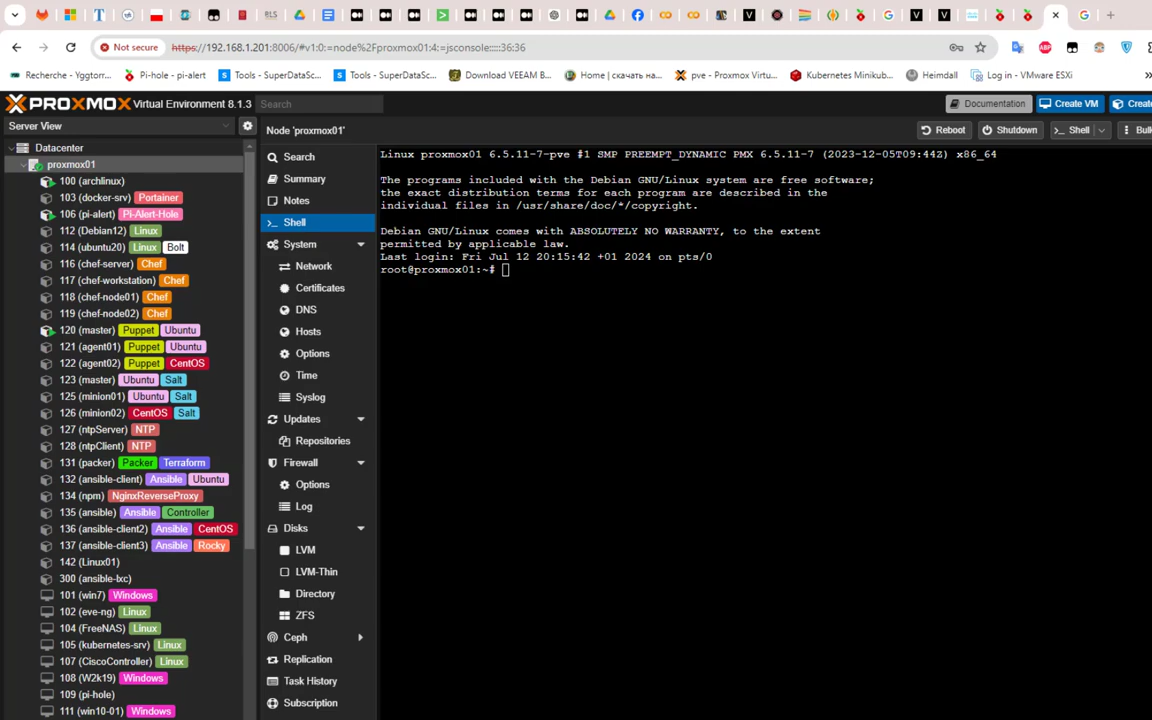 Not secure https://192.168.1.201:8006/#v1:0:=node%2Fproxmox01:4:=jsconsole:::::36:36
Recherche - Yggtorr... Pi-hole - pi-alert Tools - SuperDataSc... Tools - SuperDataSc... Download VEEAM B... Home | скачать на... pve - Proxmox Virtu... Kubernetes Minikub... Heimdall Log in - VMware ESXi
PROXMOX Virtual Environment 8.1.3 Search Documentation Create VM Create
Server View
Node 'proxmox01' Reboot Shutdown Shell Bul
Datacenter
proxmox01
100 (archlinux)
103 (docker-srv) Portainer
106 (pi-alert) Pi-Alert-Hole
112 (Debian12) Linux
114 (ubuntu20) Linux Bolt
116 (chef-server) Chef
117 (chef-workstation) Chef
118 (chef-node01) Chef
119 (chef-node02) Chef
120 (master) Puppet Ubuntu
121 (agent01) Puppet Ubuntu
122 (agent02) Puppet CentOS
123 (master) Ubuntu Salt
125 (minion01) Ubuntu Salt
126 (minion02) CentOS Salt
127 (ntpServer) NTP
128 (ntpClient) NTP
131 (packer) Packer Terraform
132 (ansible-client) Ansible Ubuntu
134 (npm) NginxReverseProxy
135 (ansible) Ansible Controller
136 (ansible-client2) Ansible CentOS
137 (ansible-client3) Ansible Rocky
142 (Linux01)
300 (ansible-lxc)
101 (win7) Windows
102 (eve-ng) Linux
104 (FreeNAS) Linux
105 (kubernetes-srv) Linux
107 (CiscoController) Linux
108 (W2k19) Windows
109 (pi-hole)
111 (win10-01) Windows
Search
Summary
Notes
Shell
System
Network
Certificates
DNS
Hosts
Options
Time
Syslog
Updates
Repositories
Firewall
Options
Log
Disks
LVM
LVM-Thin
Directory
ZFS
Ceph
Replication
Task History
Subscription
Linux proxmox01 6.5.11-7-pve #1 SMP PREEMPT_DYNAMIC PMX 6.5.11-7 (2023-12-05T09:44Z) x86_64
The programs included with the Debian GNU/Linux system are free software;
the exact distribution terms for each program are described in the
individual files in /usr/share/doc/*/copyright.
Debian GNU/Linux comes with ABSOLUTELY NO WARRANTY, to the extent
permitted by applicable law.
Last login: Fri Jul 12 20:15:42 +01 2024 on pts/0
root@proxmox01:~#